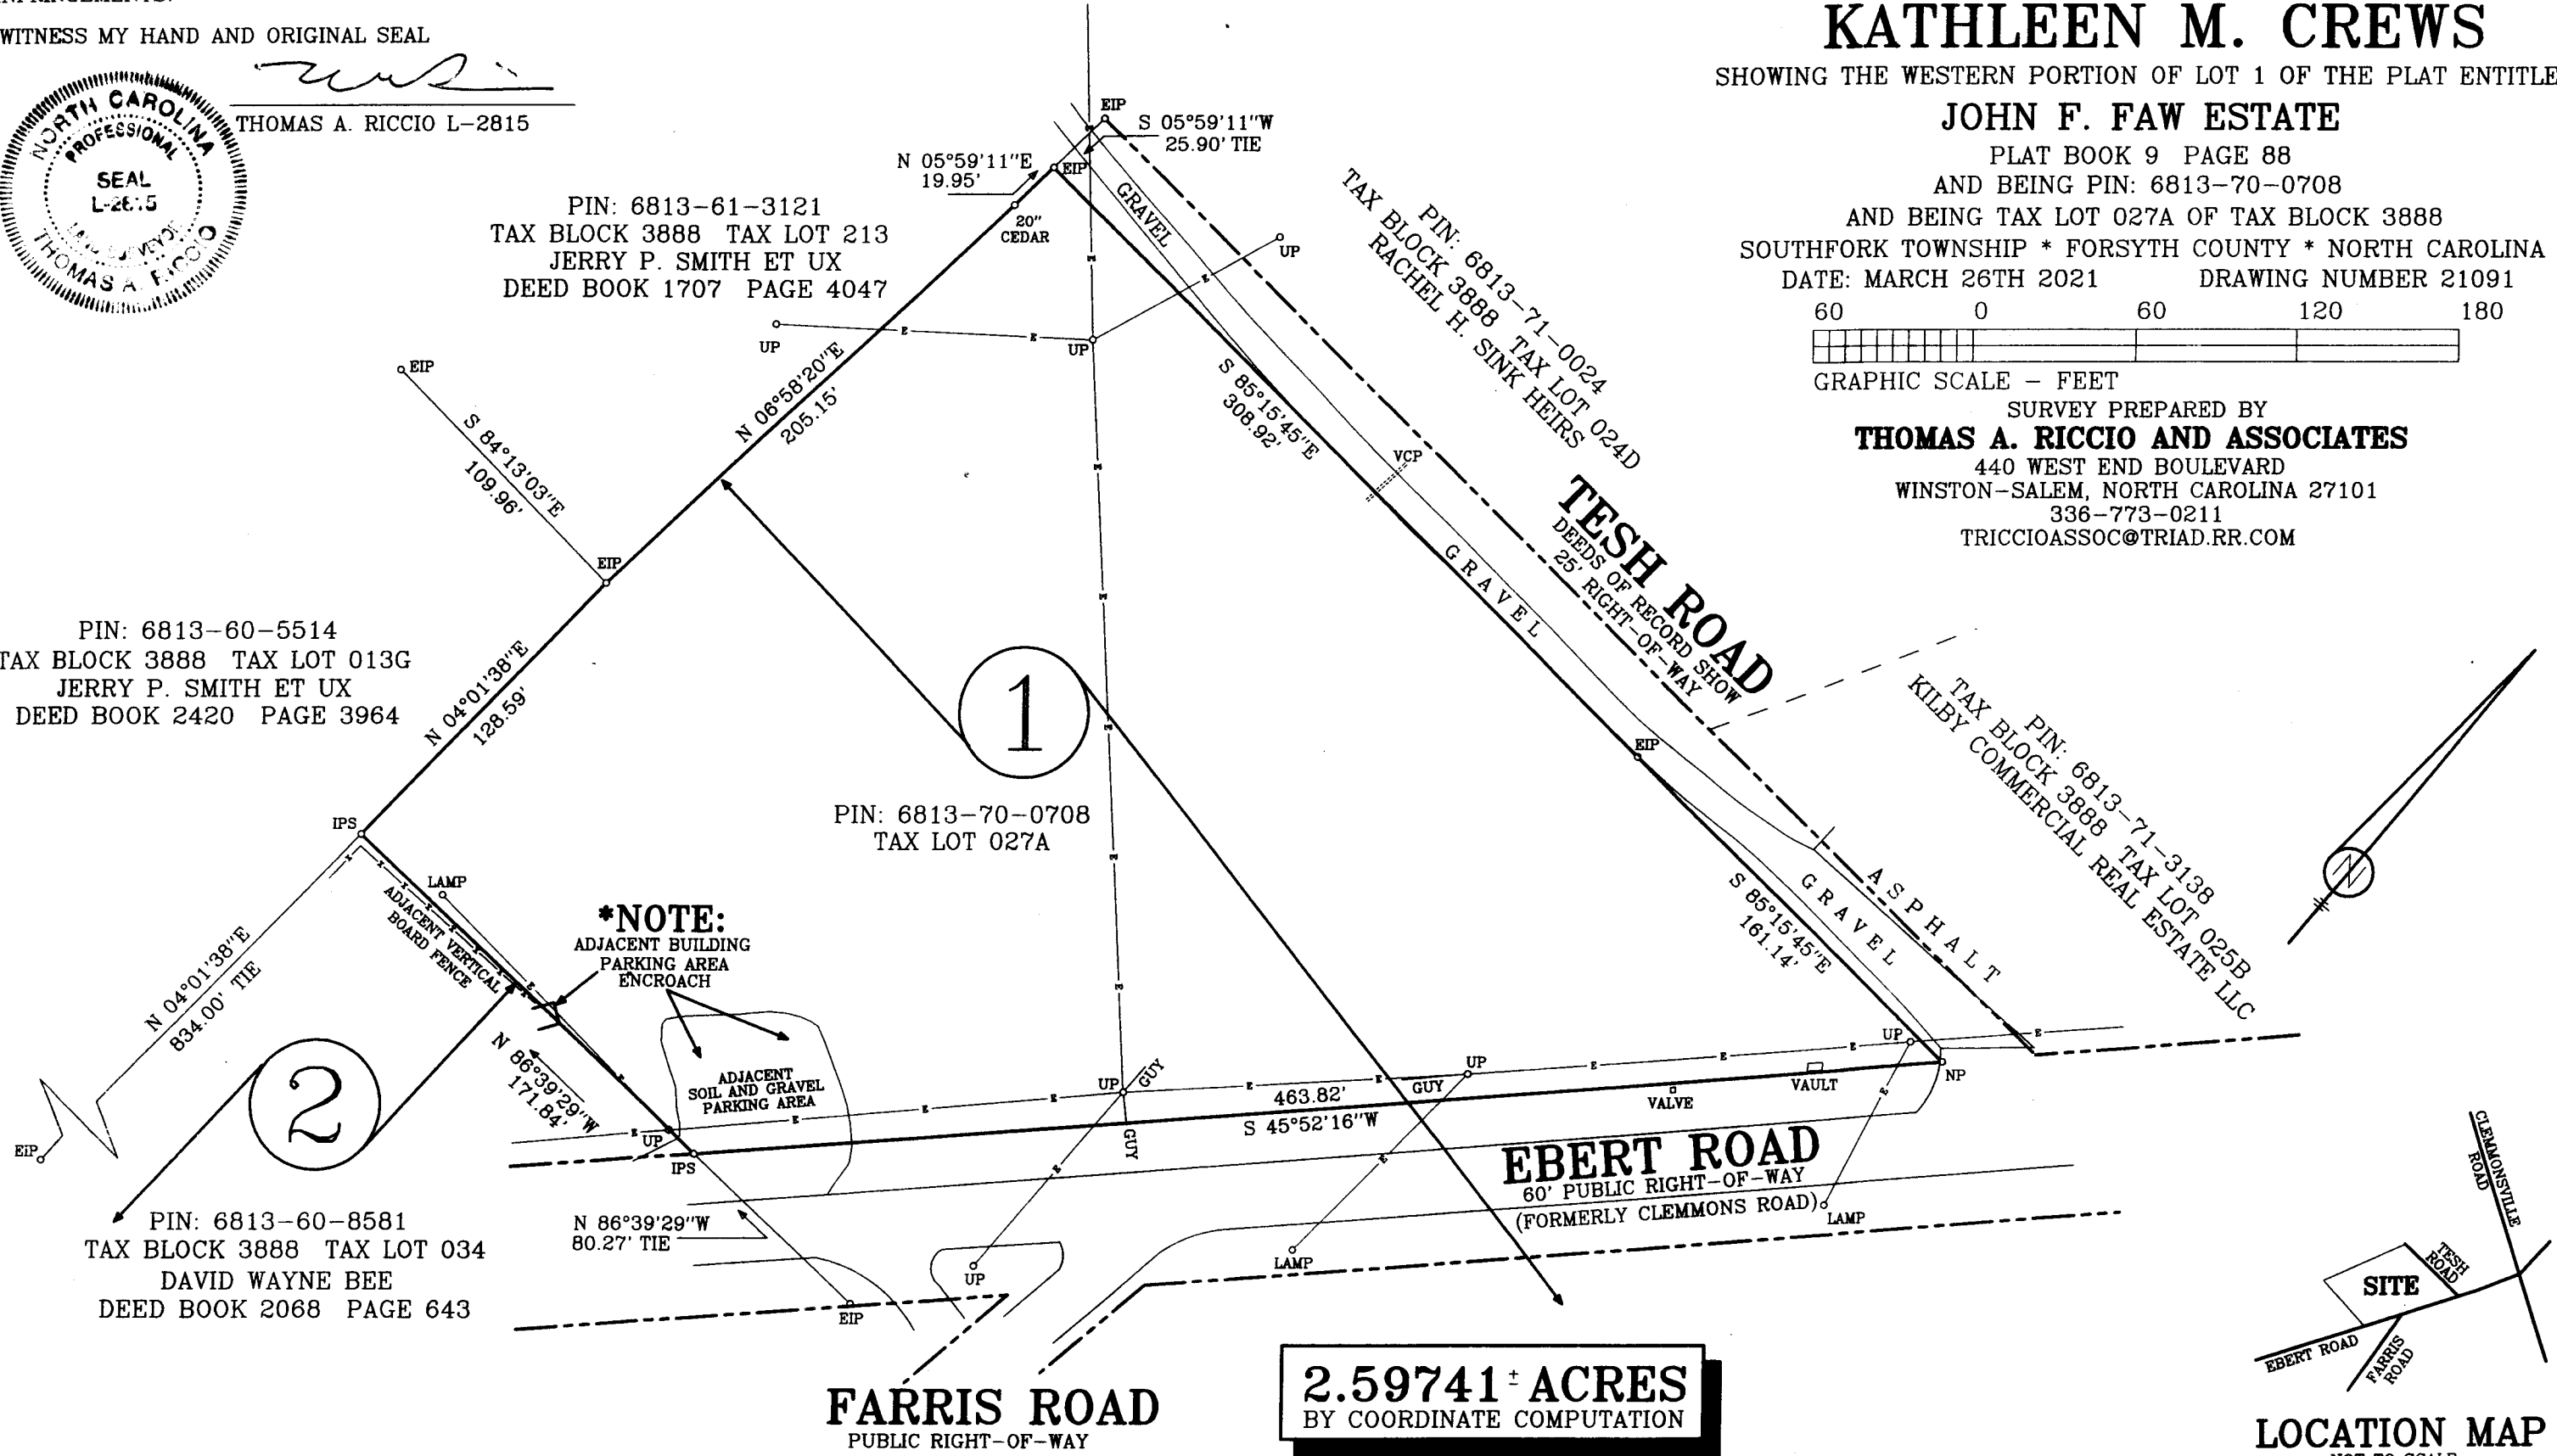 WITNESS MY HAND AND ORIGINAL SEAL
THOMAS A. RICCIO L-2815
NORTH CAROLINA
PROFESSIONAL
SEAL
THOMAS A. RICCIO
KATHLEEN M. CREWS
SHOWING THE WESTERN PORTION OF LOT 1 OF THE PLAT ENTITLE
JOHN F. FAW ESTATE
PLAT BOOK 9 PAGE 88
AND BEING PIN: 6813-70-0708
AND BEING TAX LOT 027A OF TAX BLOCK 3888
SOUTHFORK TOWNSHIP * FORSYTH COUNTY * NORTH CAROLINA
DATE: MARCH 26TH 2021 DRAWING NUMBER 21091
60 0 60 120 180
GRAPHIC SCALE - FEET
SURVEY PREPARED BY
THOMAS A. RICCIO AND ASSOCIATES
440 WEST END BOULEVARD
WINSTON-SALEM, NORTH CAROLINA 27101
336-773-0211
TRICCIOASSOC@TRIAD.RR.COM
EIP
S 05°59'11"W
25.90' TIE
N 05°59'11"E
19.95'
EIP
20"
CEDAR
GRAVEL
PIN: 6813-61-3121
TAX BLOCK 3888 TAX LOT 213
JERRY P. SMITH ET UX
DEED BOOK 1707 PAGE 4047
UP
UP
UP
EIP
S 84°13'03"E
109.96'
EIP
N 06°58'20"E
205.15'
S 85°15'45"E
308.92'
PIN: 6813-71-0024
TAX BLOCK 3888 TAX LOT 024D
RACHEL H. SINK HEIRS
VCP
TESH ROAD
DEEDS OF RECORD SHOW
25' RIGHT-OF-WAY
GRAVEL
PIN: 6813-60-5514
TAX BLOCK 3888 TAX LOT 013G
JERRY P. SMITH ET UX
DEED BOOK 2420 PAGE 3964
N 04°01'38"E
128.59'
1
PIN: 6813-70-0708
TAX LOT 027A
EIP
PIN: 6813-71-3138
TAX BLOCK 3888 TAX LOT 025B
KILBY COMMERCIAL REAL ESTATE LLC
N
IPS
LAMP
ADJACENT VERTICAL
BOARD FENCE
*NOTE:
ADJACENT BUILDING
PARKING AREA
ENCROACH
ADJACENT
SOIL AND GRAVEL
PARKING AREA
N 04°01'38"E
834.00' TIE
N 86°39'29"W
171.84'
S 85°15'45"E
161.14'
GRAVEL
ASPHALT
2
EIP
PIN: 6813-60-8581
TAX BLOCK 3888 TAX LOT 034
DAVID WAYNE BEE
DEED BOOK 2068 PAGE 643
UP
IPS
UP
GUY
GUY
463.82'
S 45°52'16"W
GUY
UP
VALVE
VAULT
UP
NP
EBERT ROAD
60' PUBLIC RIGHT-OF-WAY
(FORMERLY CLEMMONS ROAD)
LAMP
LAMP
N 86°39'29"W
80.27' TIE
EIP
UP
FARRIS ROAD
PUBLIC RIGHT-OF-WAY
2.59741± ACRES
BY COORDINATE COMPUTATION
CLEMMONSVILLE
ROAD
TESH
ROAD
SITE
EBERT ROAD
FARRIS
ROAD
LOCATION MAP